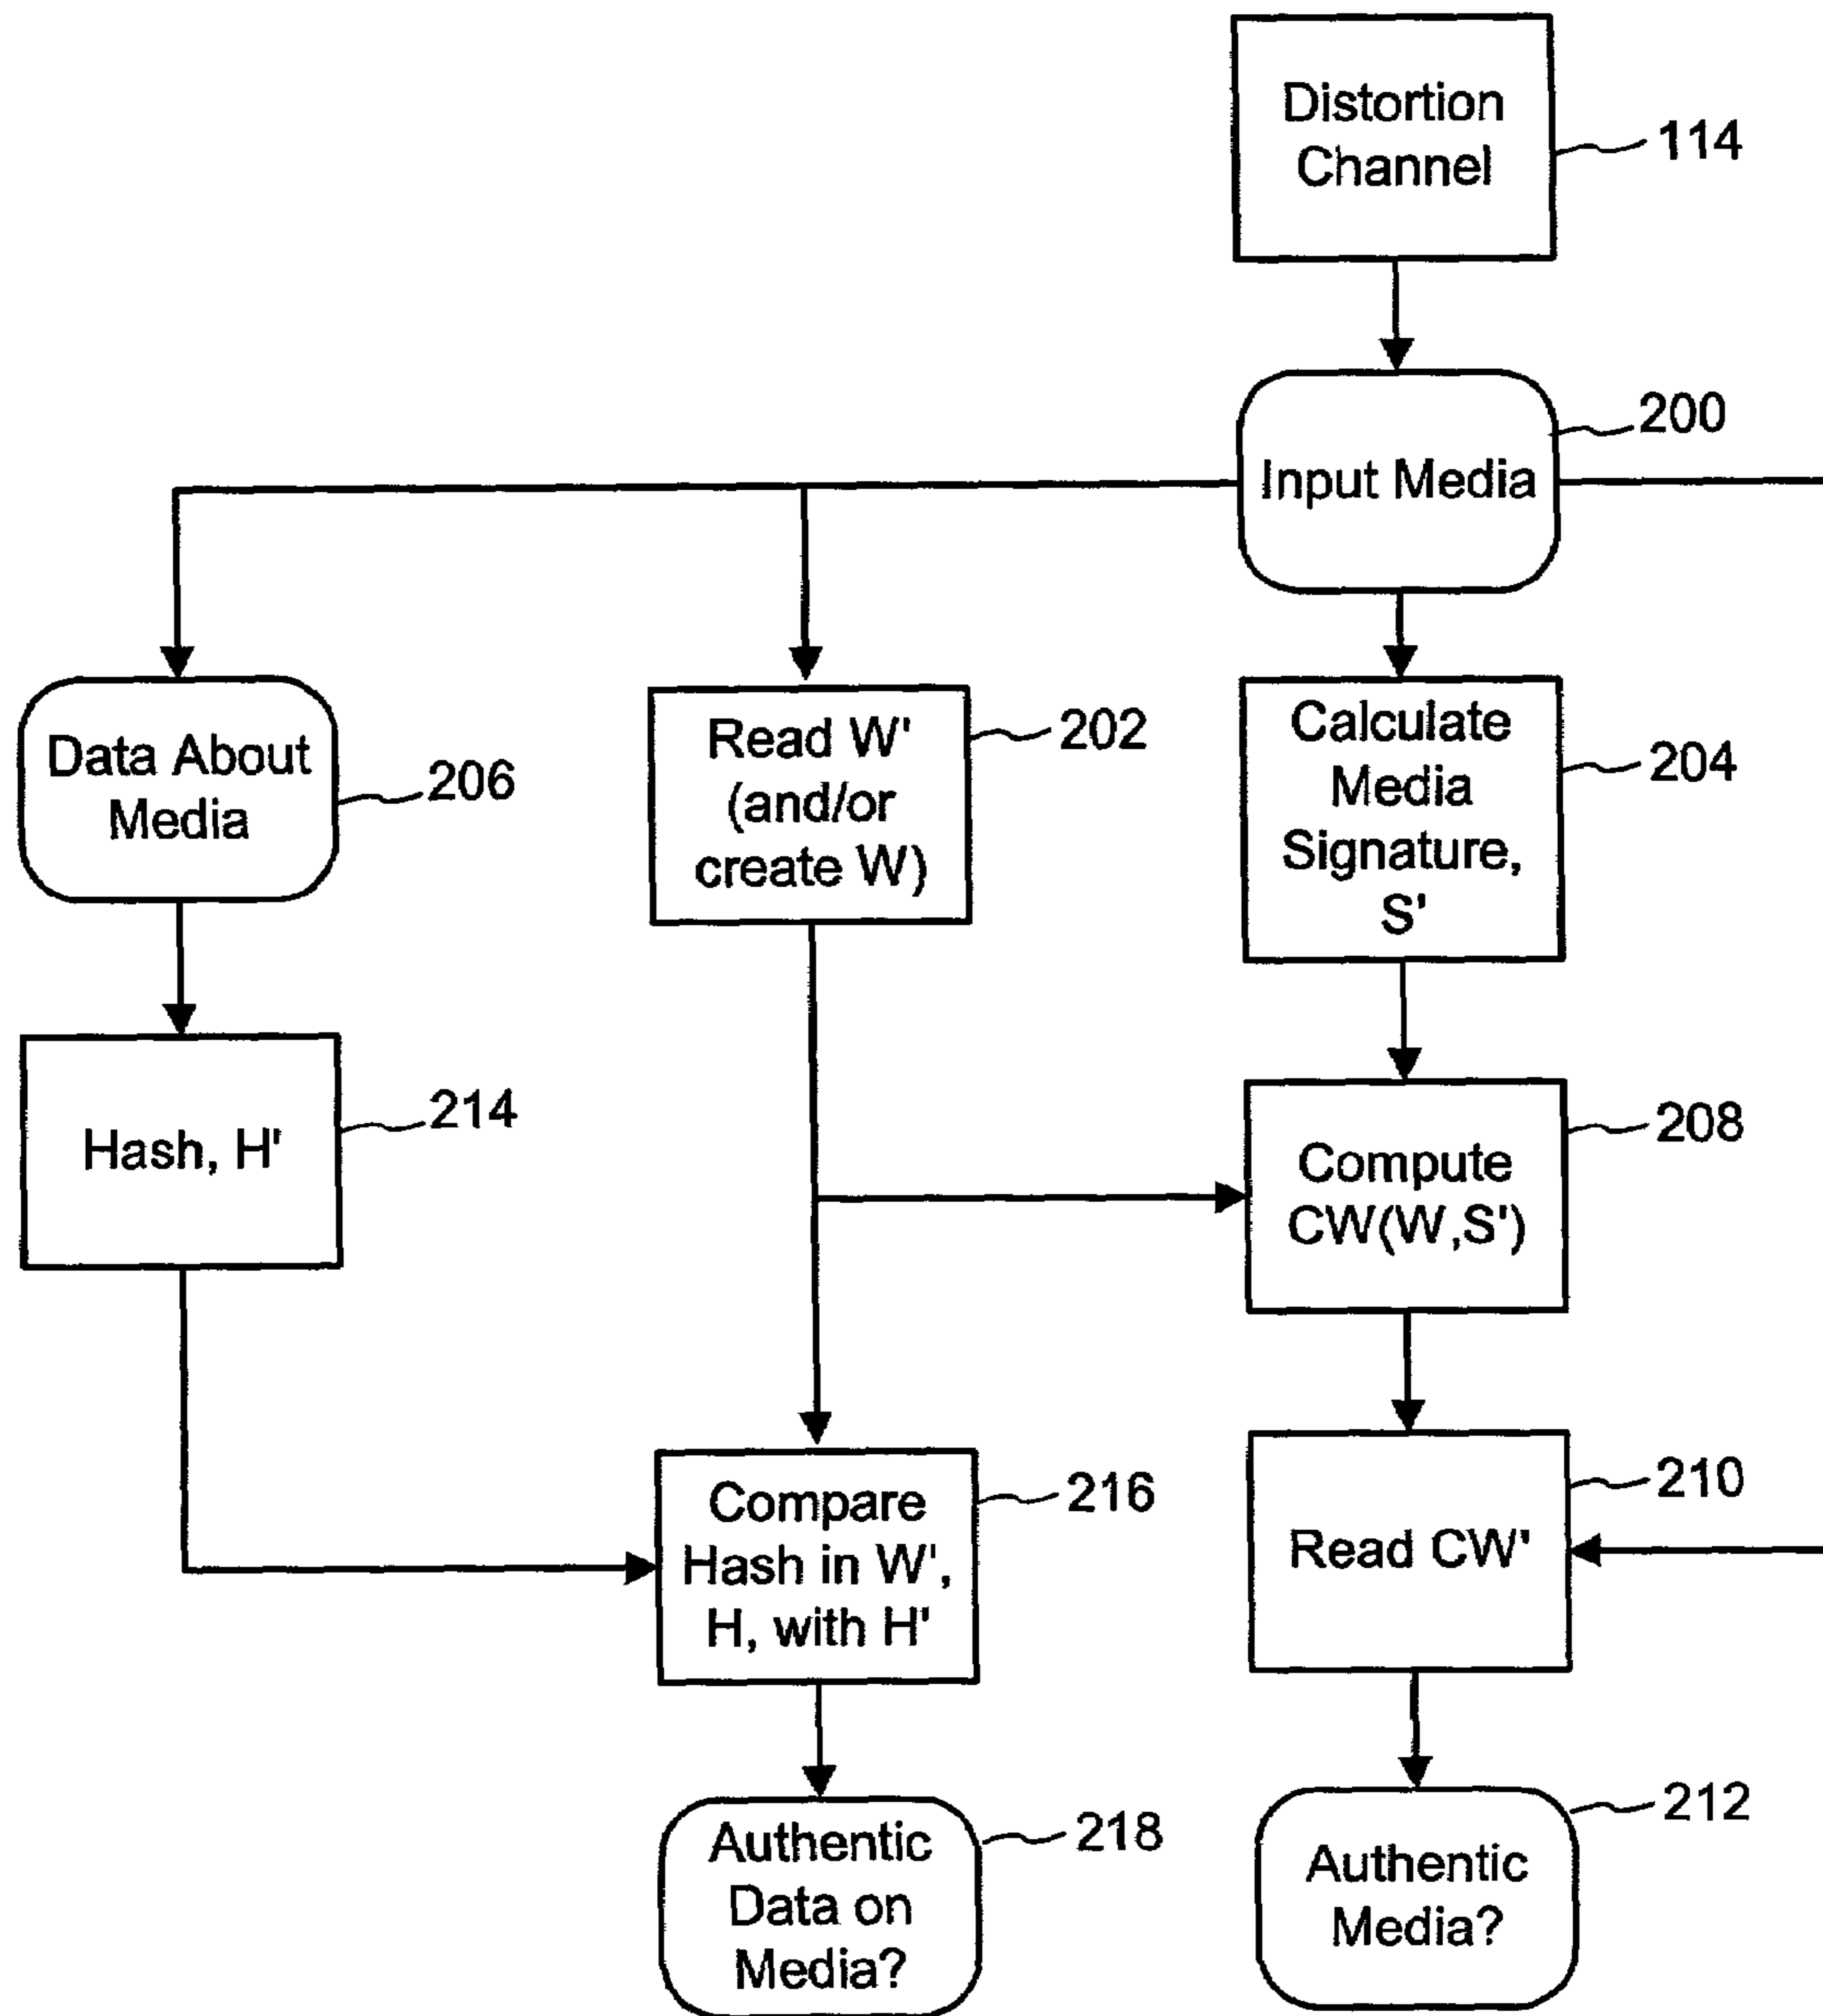 Distortion
Channel
114
200
Input Media
Data About
Media
206
Read W'
(and/or
create W)
202
Calculate
Media
Signature,
S'
204
Hash, H'
214
Compute
CW(W,S')
208
Compare
Hash in W',
H, with H'
216
Read CW'
210
Authentic
Data on
Media?
218
Authentic
Media?
212